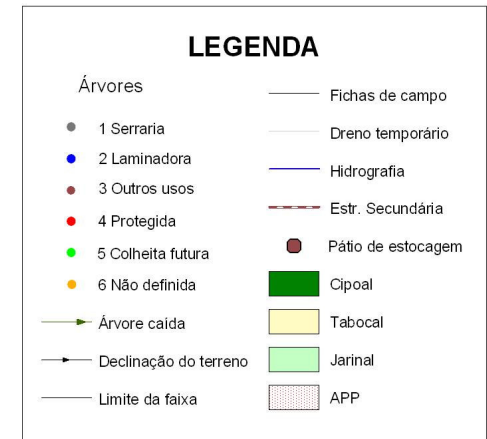 LEGENDA
Árvores
1 Serraria
2 Laminadora
3 Outros usos
4 Protegida
5 Colheita futura
6 Não definida
Árvore caída
Declinação do terreno
Limite da faixa
Fichas de campo
Dreno temporário
Hidrografia
Estr. Secundária
Pátio de estocagem
Cipoal
Tabocal
Jarinal
APP